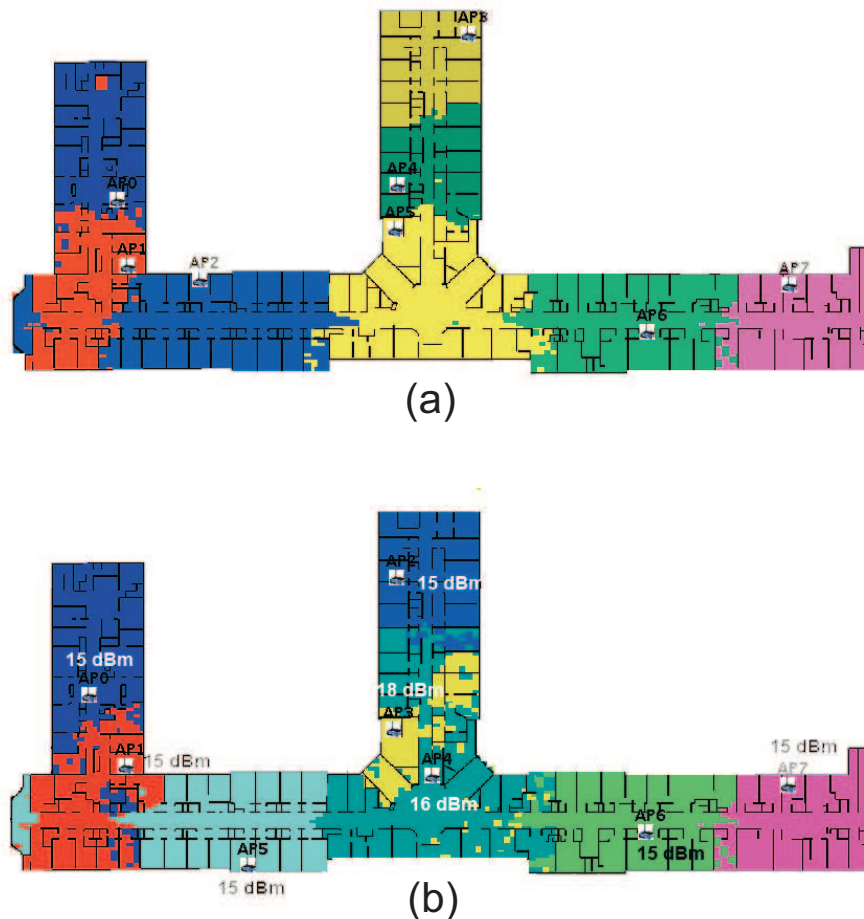 AP3
AP0
AP4
AP5
AP1
AP2
AP7
AP6
(a)
AP2
15 dBm
15 dBm
AP0
18 dBm
AP3
AP1
15 dBm
AP4
15 dBm
AP7
16 dBm
AP6
AP5
15 dBm
15 dBm
(b)